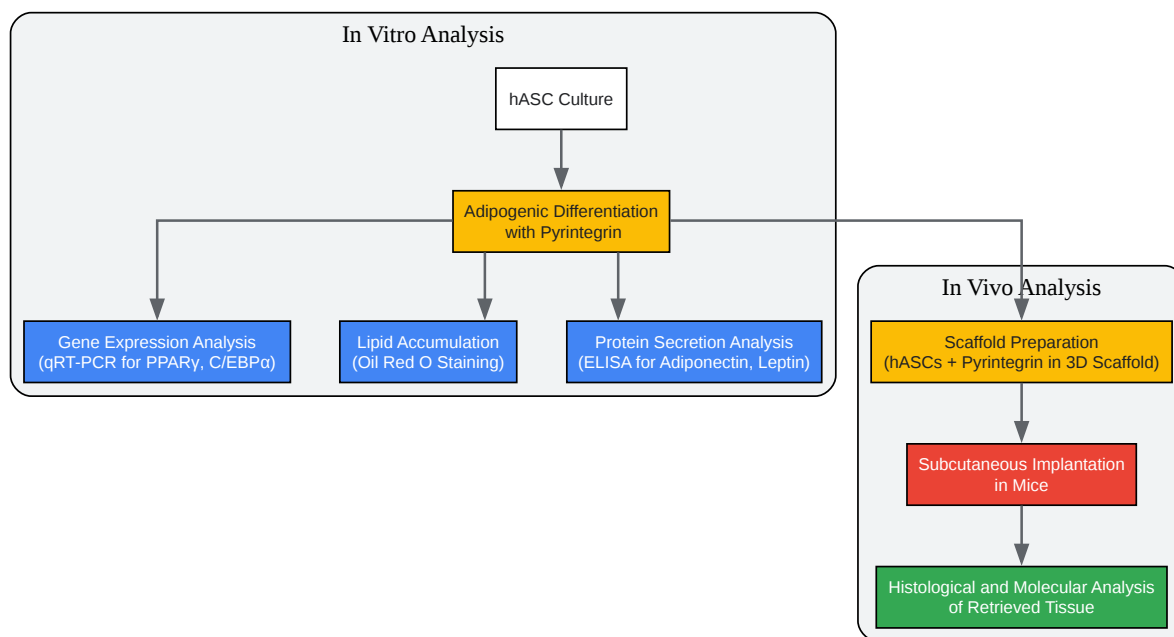 In Vitro Analysis
hASC Culture
Adipogenic Differentiation
with Pyrintegrin
Gene Expression Analysis
(qRT-PCR for PPARγ, C/EBPα)
Lipid Accumulation
(Oil Red O Staining)
Protein Secretion Analysis
(ELISA for Adiponectin, Leptin)
In Vivo Analysis
Scaffold Preparation
(hASCs + Pyrintegrin in 3D Scaffold)
Subcutaneous Implantation
in Mice
Histological and Molecular Analysis
of Retrieved Tissue